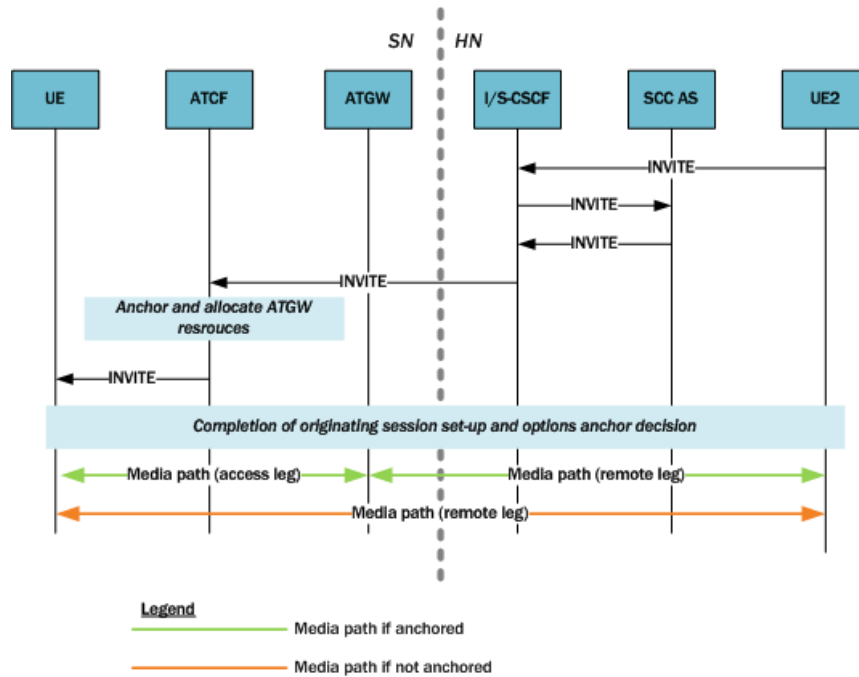 SN
HN
UE
ATCF
ATGW
I/S-CSCF
SCC AS
UE2
INVITE
INVITE
INVITE
INVITE
Anchor and allocate ATGW
resrouces
INVITE
Completion of originating session set-up and options anchor decision
Media path (access leg)
Media path (remote leg)
Media path (remote leg)
Legend
Media path if anchored
Media path if not anchored